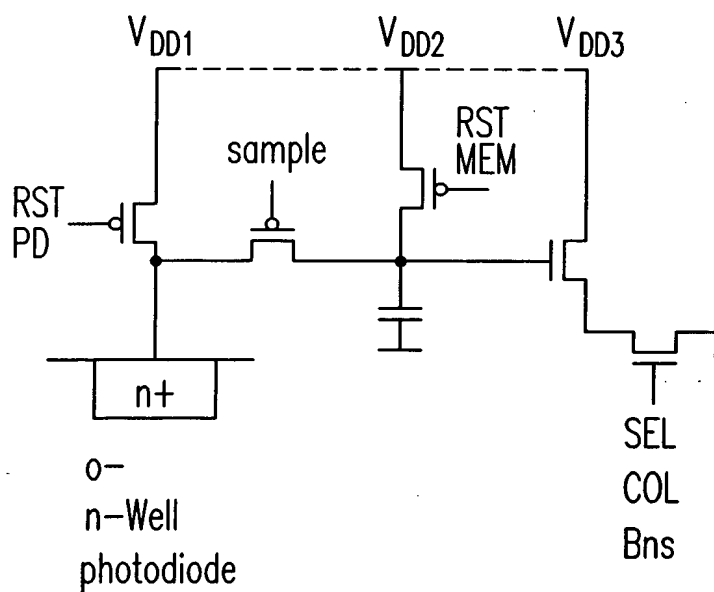 VDD1 VDD2 VDD3
RST
MEM
sample
RST
PD
n+
SEL
COL
Bns
o-
n-Well
photodiode